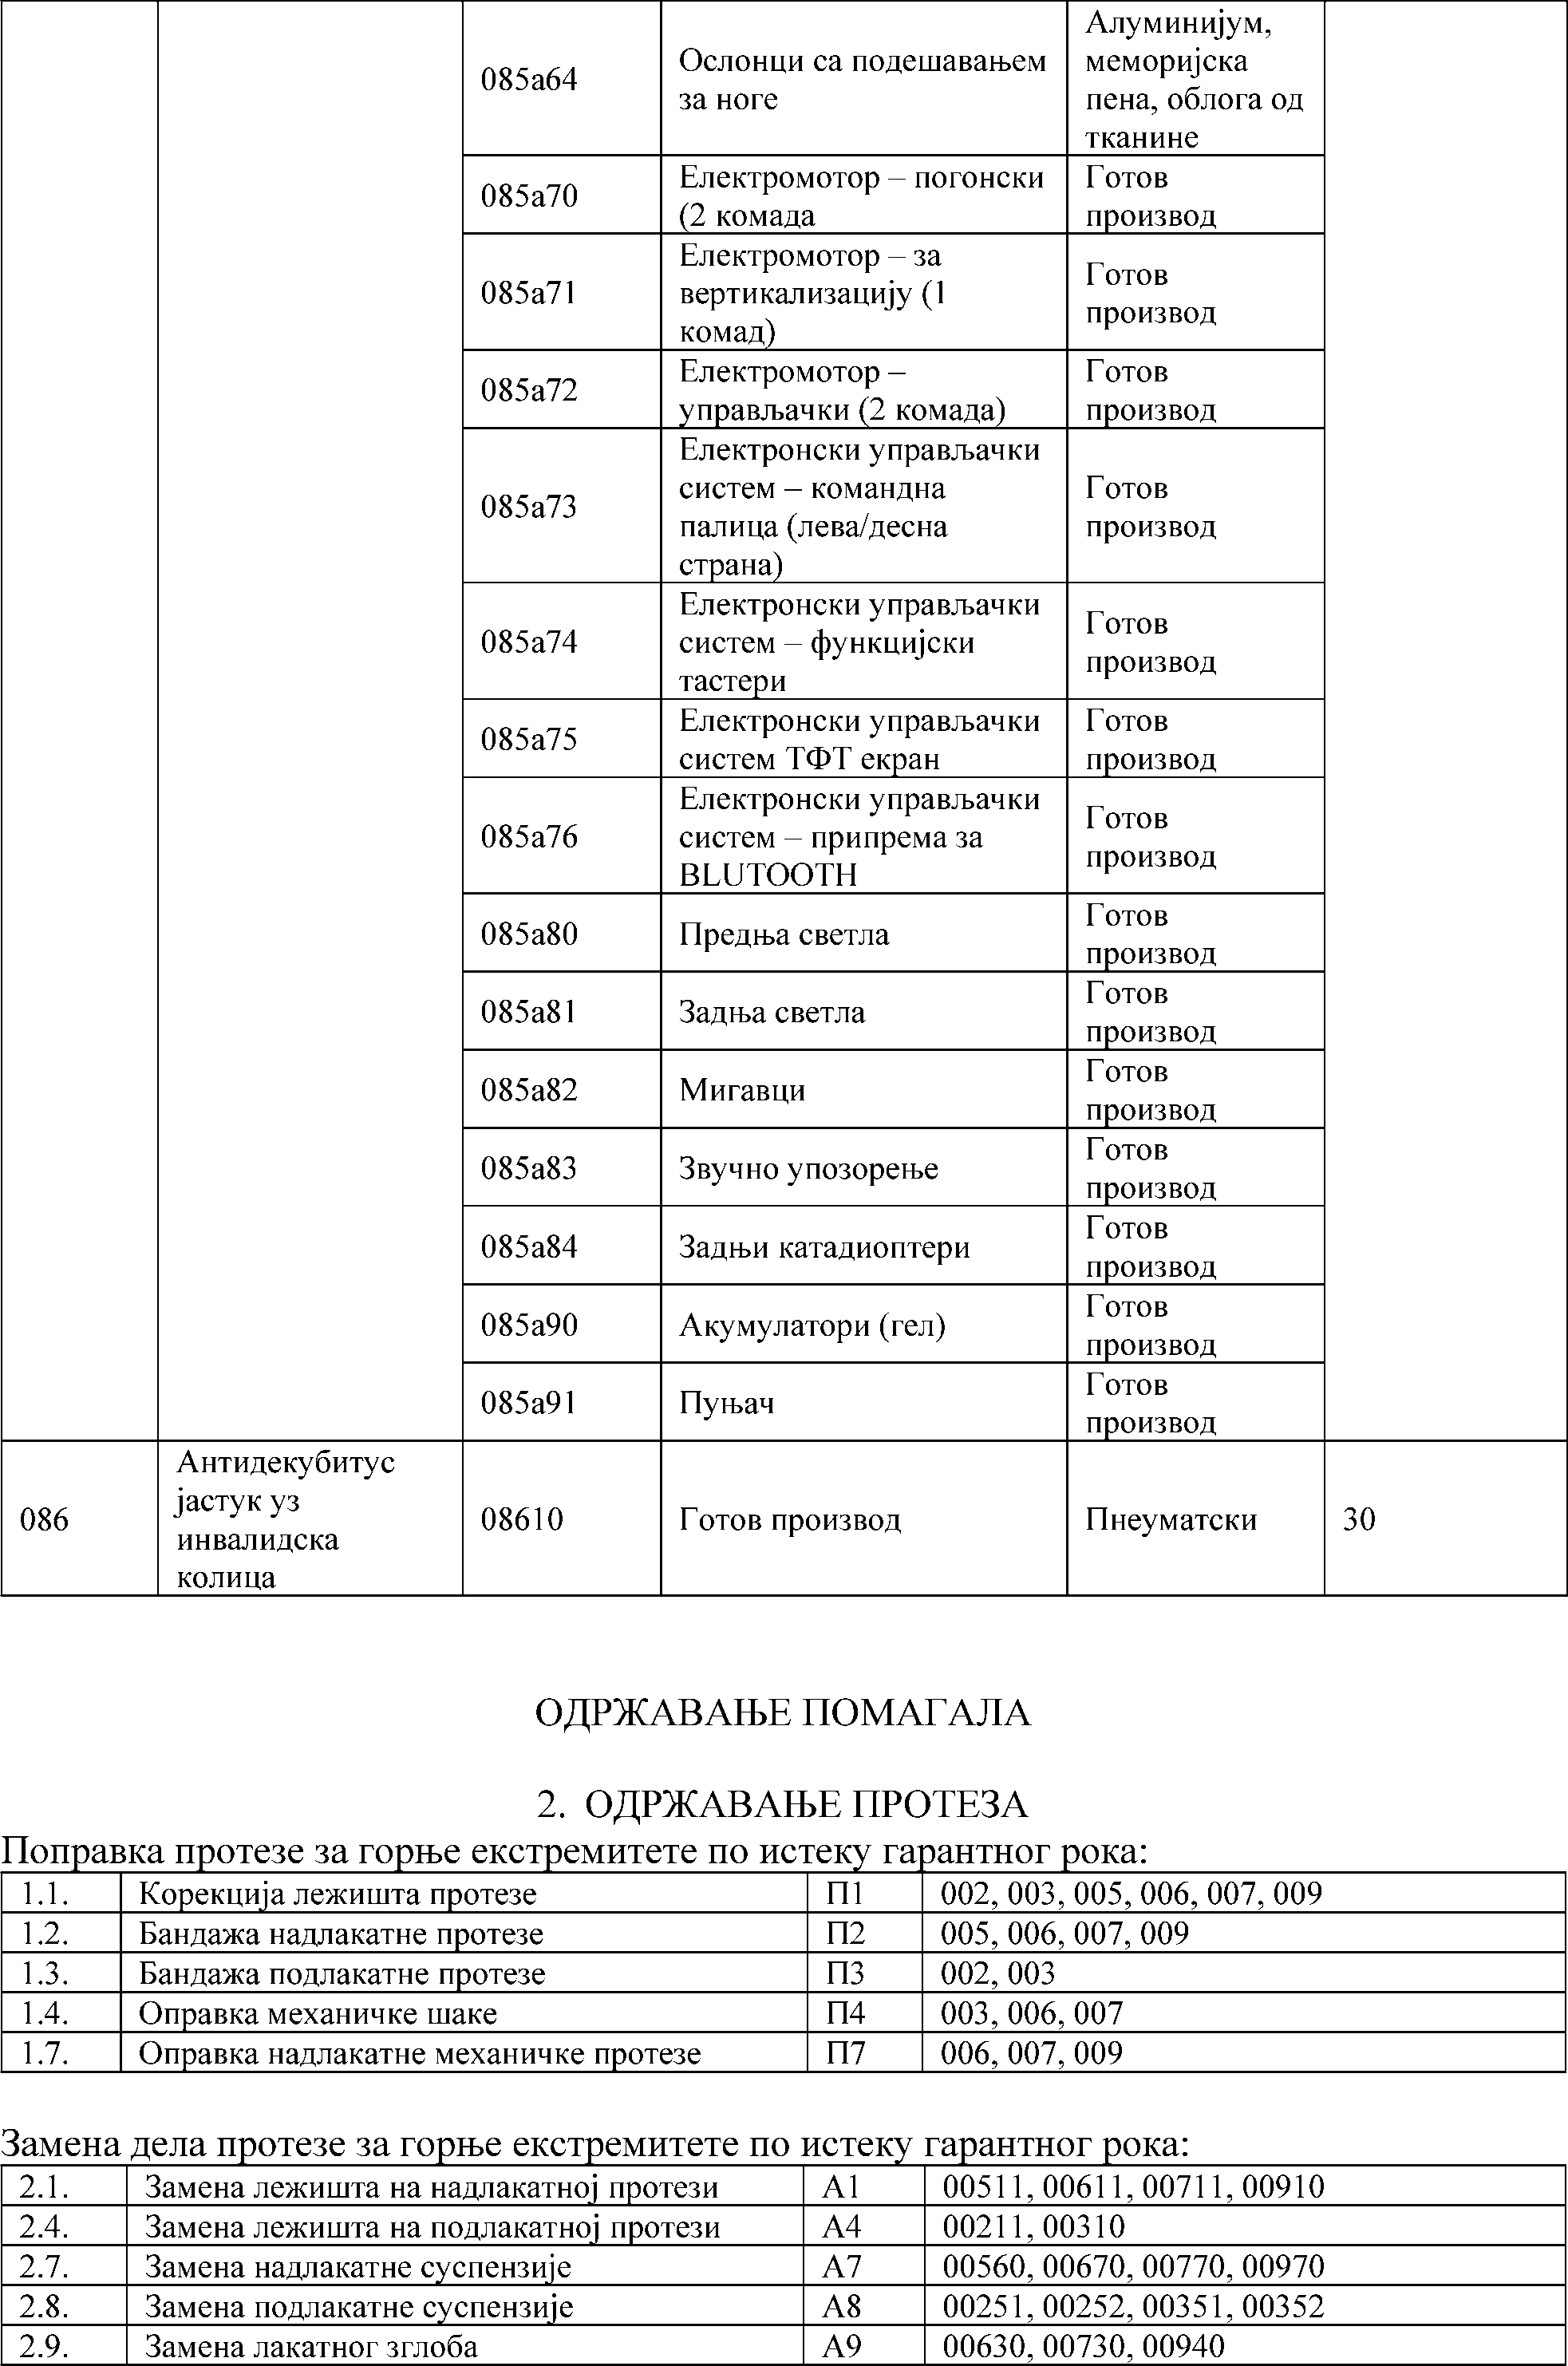 085а64
Ослонци са подешавањем
за ноге
Алуминијум,
меморијска
пена, облога од
тканине
085а70
Електромотор – погонски
(2 комада
Готов
производ
085а71
Електромотор – за
вертикализацију (1
комад)
Готов
производ
085а72
Електромотор –
управљачки (2 комада)
Готов
производ
085а73
Електронски управљачки
систем – командна
палица (лева/десна
страна)
Готов
производ
085а74
Електронски управљачки
систем – функцијски
тастери
Готов
производ
085а75
Електронски управљачки
систем ТФТ екран
Готов
производ
085а76
Електронски управљачки
систем – припрема за
BLUTOOTH
Готов
производ
085а80
Предња светла
Готов
производ
085а81
Задња светла
Готов
производ
085а82
Мигавци
Готов
производ
085а83
Звучно упозорење
Готов
производ
085а84
Задњи катадиоптери
Готов
производ
085а90
Акумулатори (гел)
Готов
производ
085а91
Пуњач
Готов
производ
086
Антидекубитус
јастук уз
инвалидска
колица
08610
Готов производ
Пнеуматски
30
ОДРЖАВАЊЕ ПОМАГАЛА
2. ОДРЖАВАЊЕ ПРОТЕЗА
Поправка протезе за горње екстремитете по истеку гарантног рока:
1.1. Корекција лежишта протезе П1 002, 003, 005, 006, 007, 009
1.2. Бандажа надлакатне протезе П2 005, 006, 007, 009
1.3. Бандажа подлакатне протезе П3 002, 003
1.4. Оправка механичке шаке П4 003, 006, 007
1.7. Оправка надлакатне механичке протезе П7 006, 007, 009
Замена дела протезе за горње екстремитете по истеку гарантног рока:
2.1. Замена лежишта на надлакатној протези А1 00511, 00611, 00711, 00910
2.4. Замена лежишта на подлакатној протези А4 00211, 00310
2.7. Замена надлакатне суспензије А7 00560, 00670, 00770, 00970
2.8. Замена подлакатне суспензије А8 00251, 00252, 00351, 00352
2.9. Замена лакатног зглоба А9 00630, 00730, 00940